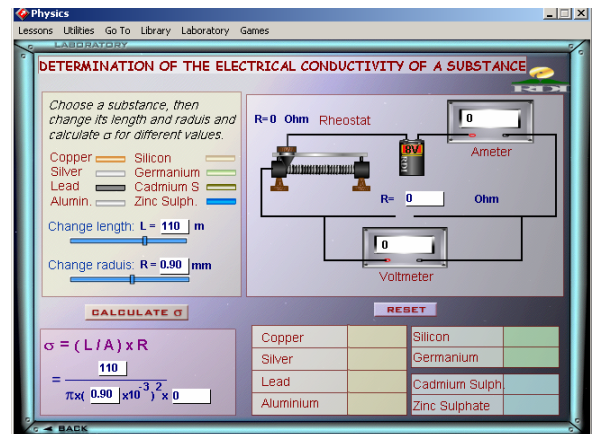 Physics
Lessons Utilities Go To Library Laboratory Games
LABORATORY
DETERMINATION OF THE ELECTRICAL CONDUCTIVITY OF A SUBSTANCE
RDI
Choose a substance, then
change its length and raduis and
calculate σ for different values.
Copper Silicon
Silver Germanium
Lead Cadmium S
Alumin. Zinc Sulph.
Change length: L = 110 m
Change raduis: R = 0.90 mm
R=0 Ohm Rheostat
8V
0
Ameter
R= 0 Ohm
0
Voltmeter
CALCULATE σ
RESET
σ = (L / A) x R
110
= πx( 0.90 x10⁻³)² x 0
Copper
Silver
Lead
Aluminium
Silicon
Germanium
Cadmium Sulph.
Zinc Sulphate
BACK